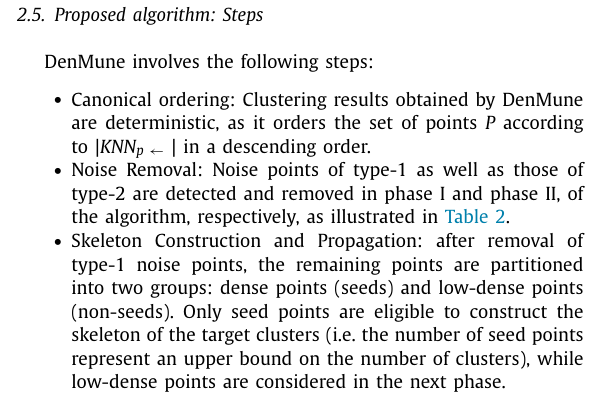 2.5. Proposed algorithm: Steps
DenMune involves the following steps:
• Canonical ordering: Clustering results obtained by DenMune
are deterministic, as it orders the set of points P according
to |KNNₚ ← | in a descending order.
• Noise Removal: Noise points of type-1 as well as those of
type-2 are detected and removed in phase I and phase II, of
the algorithm, respectively, as illustrated in Table 2.
• Skeleton Construction and Propagation: after removal of
type-1 noise points, the remaining points are partitioned
into two groups: dense points (seeds) and low-dense points
(non-seeds). Only seed points are eligible to construct the
skeleton of the target clusters (i.e. the number of seed points
represent an upper bound on the number of clusters), while
low-dense points are considered in the next phase.